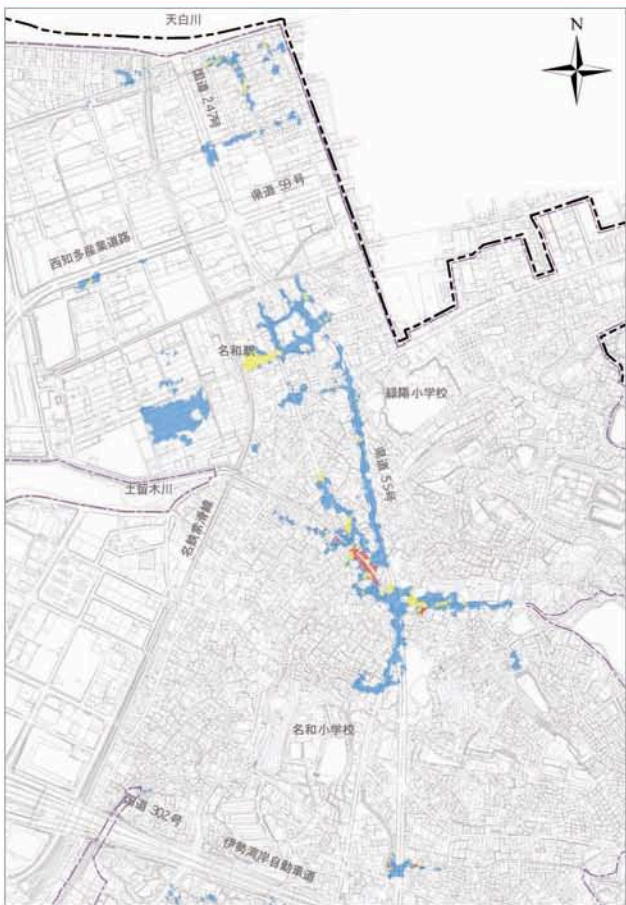 天白川
N
国道 247号
県道 59号
西知多産業道路
名和駅
緑陽小学校
県道 55号
土留木川
名鉄常滑線
名和小学校
国道 302号
伊勢湾岸自動車道